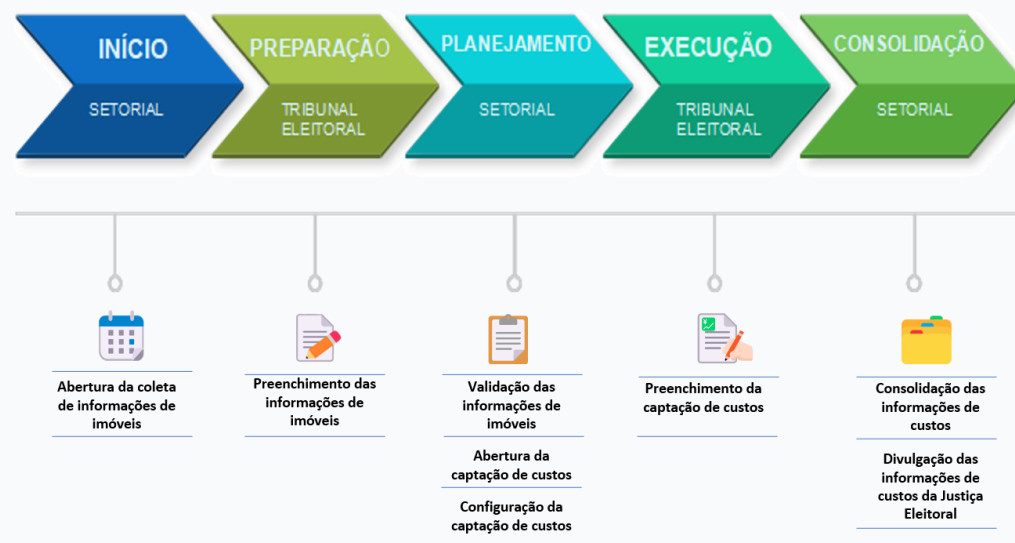 INÍCIO
SETORIAL
PREPARAÇÃO
TRIBUNAL
ELEITORAL
PLANEJAMENTO
SETORIAL
EXECUÇÃO
TRIBUNAL
ELEITORAL
CONSOLIDAÇÃO
SETORIAL
Abertura da coleta
de informações de
imóveis
Preenchimento das
informações de
imóveis
Validação das
informações de
imóveis
Abertura da
captação de custos
Configuração da
captação de custos
Preenchimento da
captação de custos
Consolidação das
informações de
custos
Divulgação das
informações de
custos da Justiça
Eleitoral